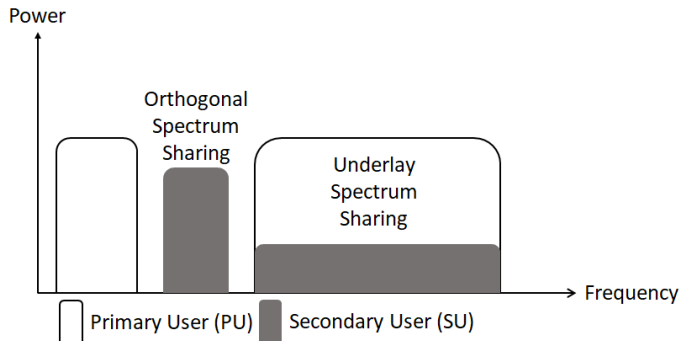 Power
Orthogonal
Spectrum
Sharing
Underlay
Spectrum
Sharing
Frequency
Primary User (PU)
Secondary User (SU)